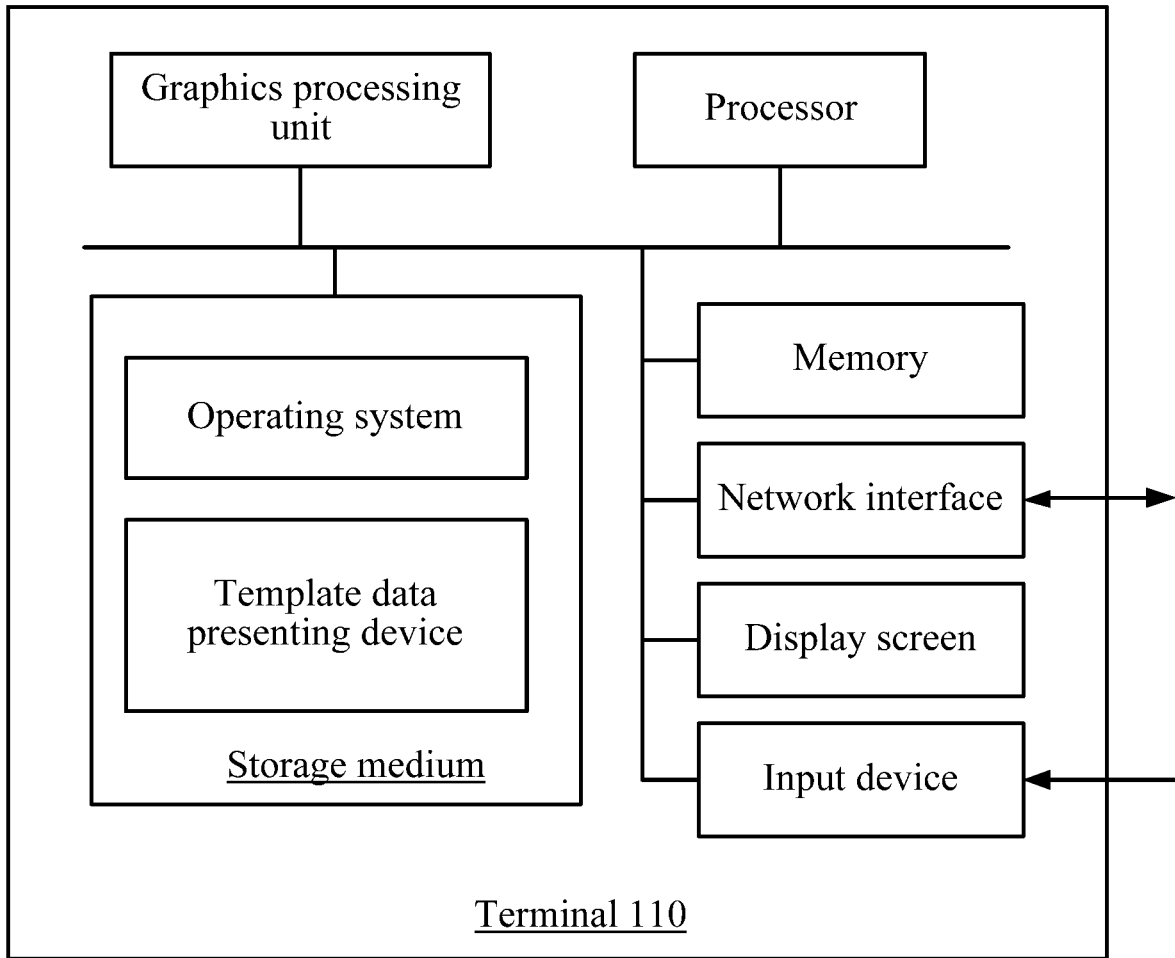 Graphics processing
unit
Processor
Operating system
Template data
presenting device
Storage medium
Memory
Network interface
Display screen
Input device
Terminal 110